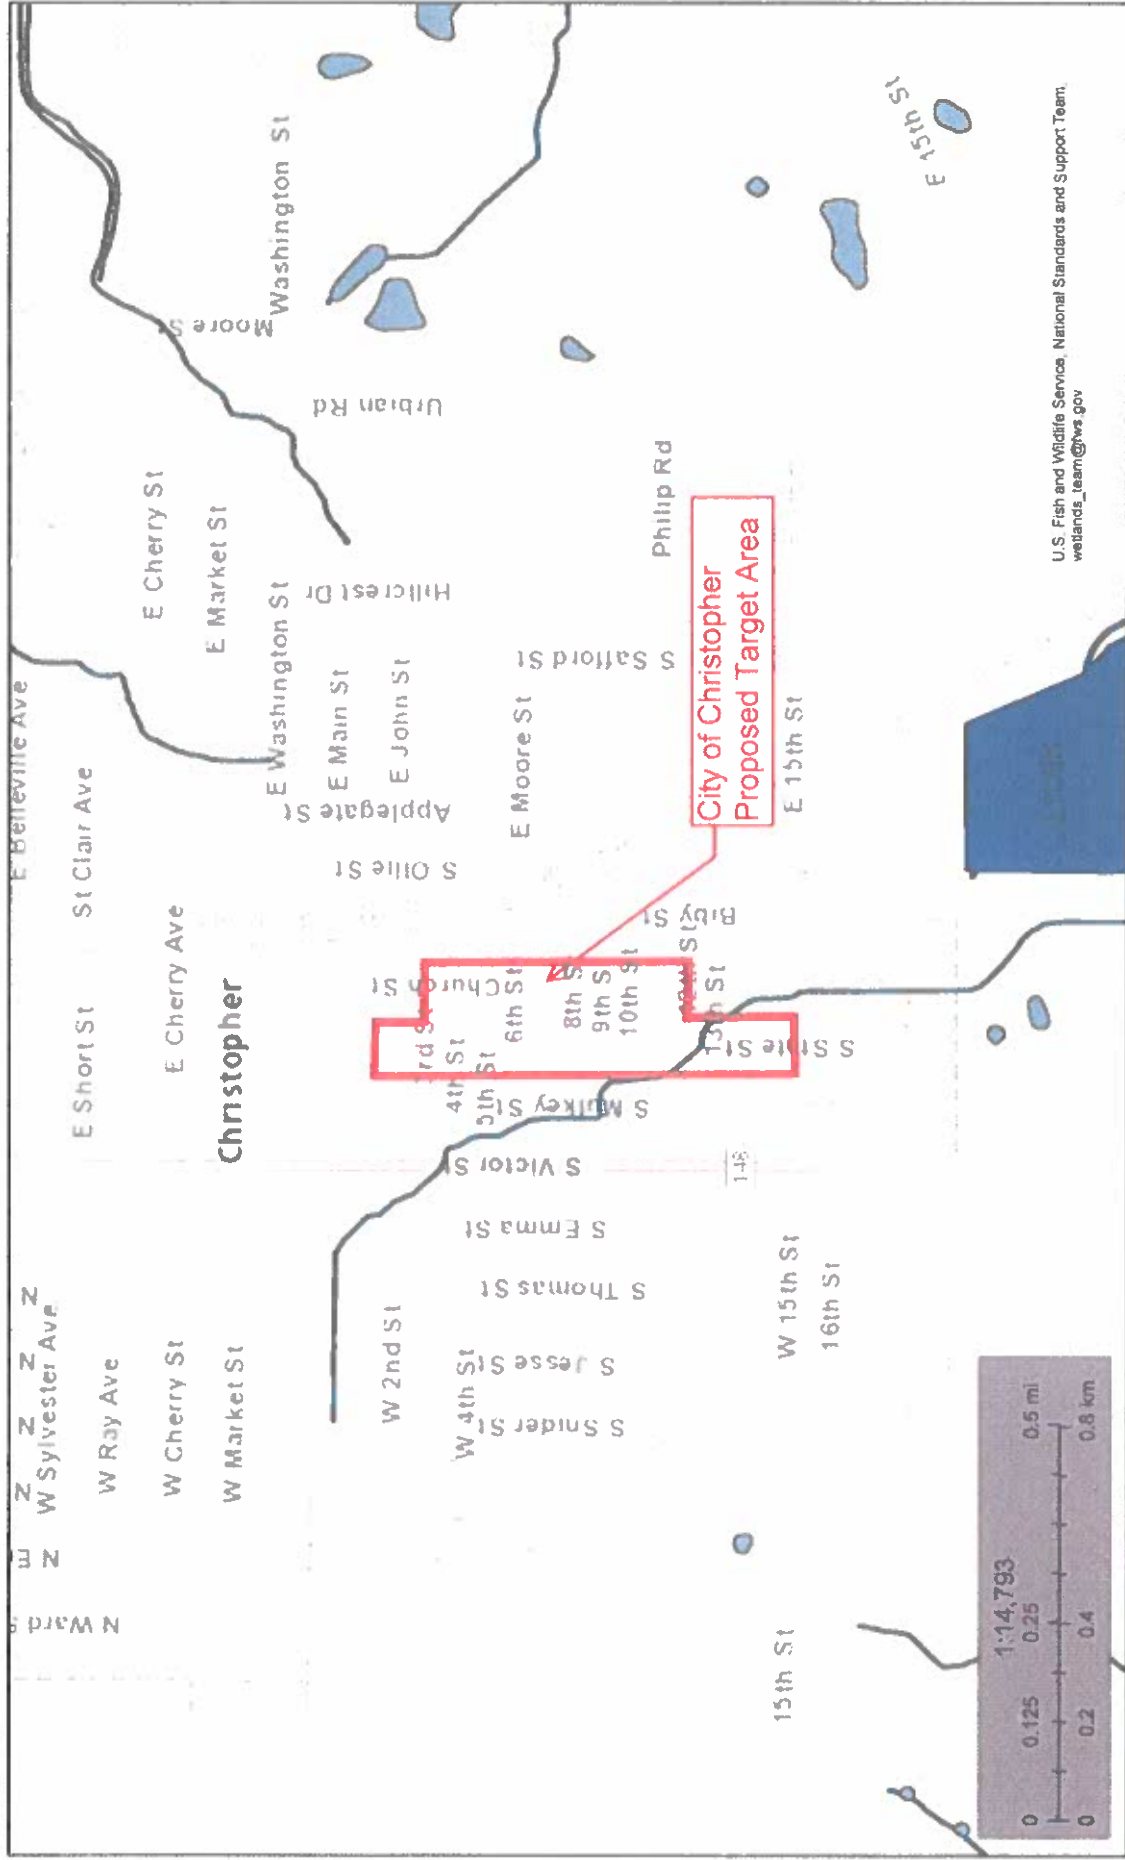 E Belleville Ave
St Clair Ave
E Short St
E Cherry Ave
Christopher
W Sylvester Ave
N
N
N
N
N E
N Ward S
W Ray Ave
W Cherry St
W Market St
E Cherry St
E Market St
E Washington St
E Main St
E John St
Washington St
Moore St
Urbian Rd
Hillcrest Dr
Applegate St
S Ollie St
E Moore St
S Safford St
Philip Rd
Biby St
Church St
3rd St
4th St
5th St
6th St
8th St
9th S
10th St
12th St
13th St
S State St
S Mulkey St
S Victor St
S Emma St
S Thomas St
S Jesse St
S Snider St
W 2nd St
W 4th St
148
W 15th St
16th St
15th St
E 15th St
E 15th St
City of Christopher
Proposed Target Area
1:14,793
0 0.125 0.25 0.5 mi
0 0.2 0.4 0.8 km
U.S. Fish and Wildlife Service, National Standards and Support Team,
wetlands_team@fws.gov